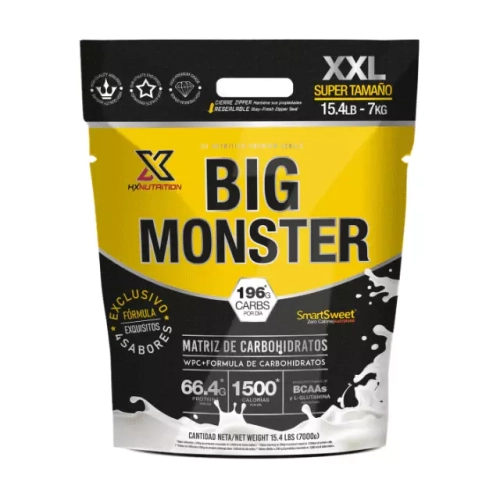 XXL
SUPER TAMAÑO
15.4LB - 7KG
CIERRE ZIPPER
RESEALABLE
HXNUTRITION
BIG
MONSTER
196G*
CARBS
POR DÍA
EXCLUSIVO
FÓRMULA
EXQUISITOS
4 SABORES
SmartSweet
MATRIZ DE CARBOHIDRATOS
WPC+FORMULA DE CARBOHIDRATOS
66.4G*
PROTEÍNA
1500*
CALORÍAS
BCAAs
y L-GLUTAMINA
CANTIDAD NETA/NET WEIGHT 15.4 LBS (7000g)